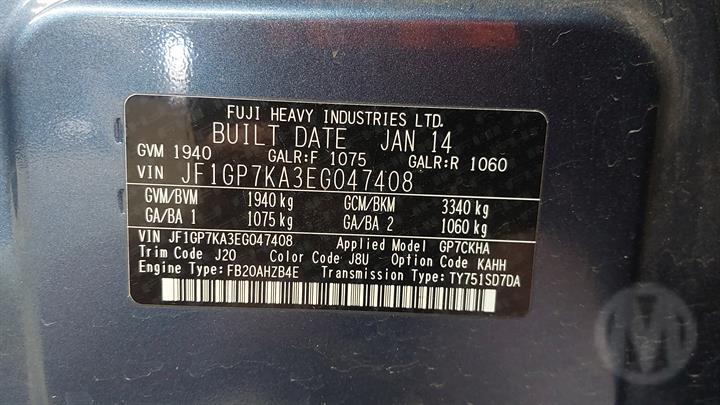 FUJI HEAVY INDUSTRIES LTD.
BUILT DATE JAN 14
GVM 1940 GALR:F 1075 GALR:R 1060
VIN JF1GP7KA3EG047408
GVM/BVM 1940 kg GCM/BKM 3340 kg
GA/BA 1 1075 kg GA/BA 2 1060 kg
VIN JF1GP7KA3EG047408 Applied Model GP7CKHA
Trim Code J20 Color Code J8U Option Code KAHH
Engine Type: FB20AHZB4E Transmission Type: TY751SD7DA
M